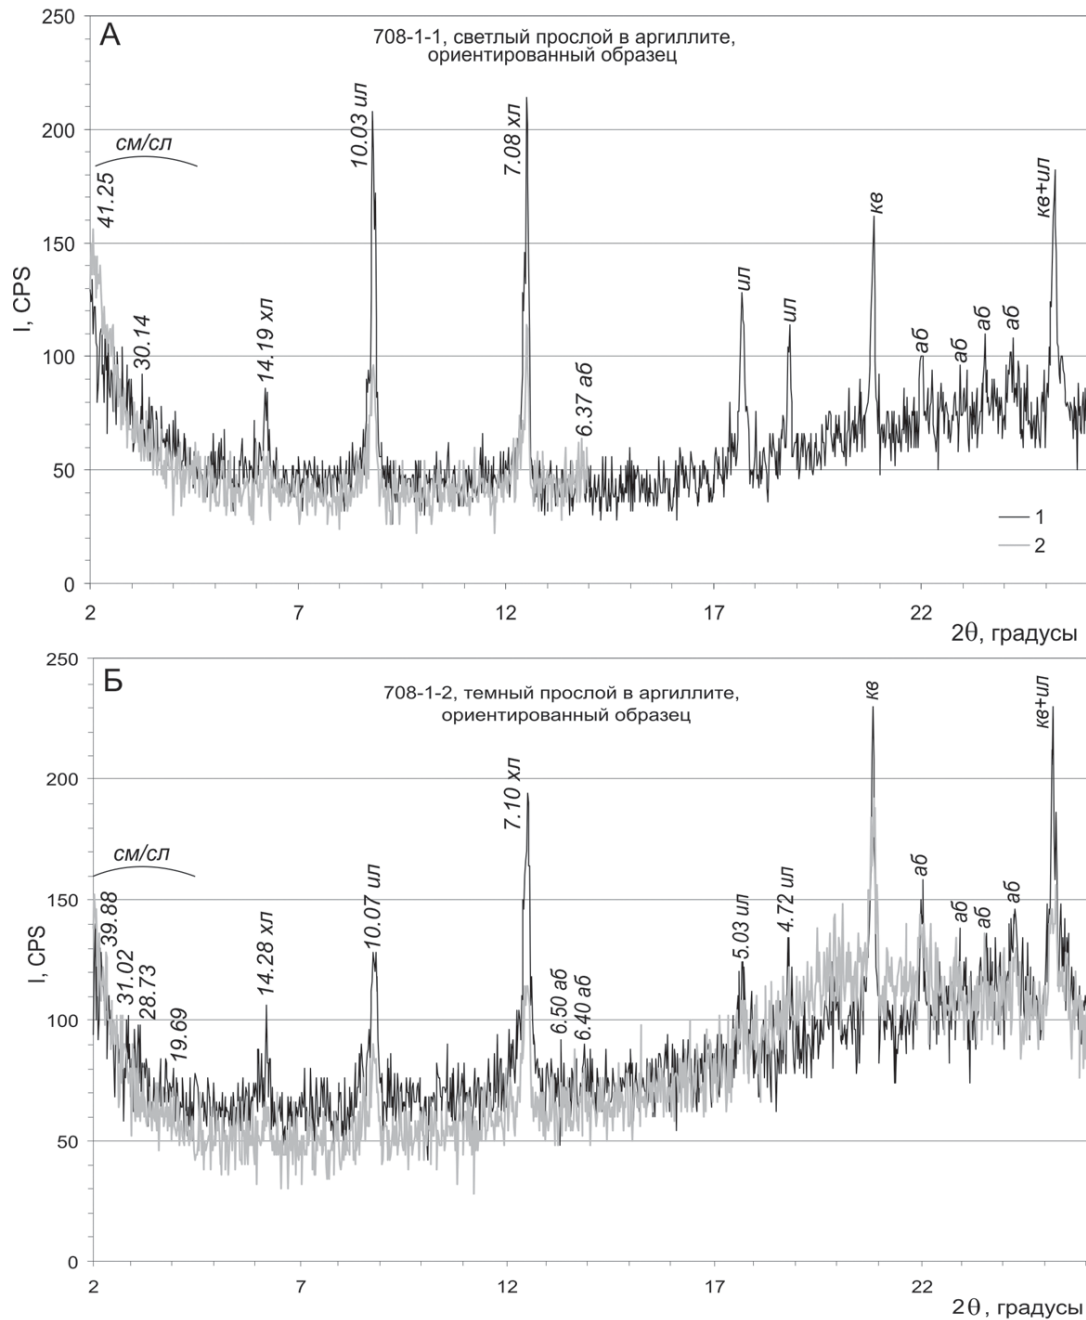 А
708-1-1, светлый прослой в аргиллите,
ориентированный образец
250
200
150
100
50
0
I, CPS
см/сл
41.25
30.14
14.19 хл
10.03 ил
7.08 хл
6.37 аб
ил
ил
кв
аб
аб
аб
аб
кв+ил
1
2
2
7
12
17
22
2θ, градусы
Б
708-1-2, темный прослой в аргиллите,
ориентированный образец
250
200
150
100
50
0
I, CPS
см/сл
39.88
31.02
28.73
19.69
14.28 хл
10.07 ил
7.10 хл
6.50 аб
6.40 аб
5.03 ил
4.72 ил
кв
аб
аб
аб
аб
кв+ил
2
7
12
17
22
2θ, градусы